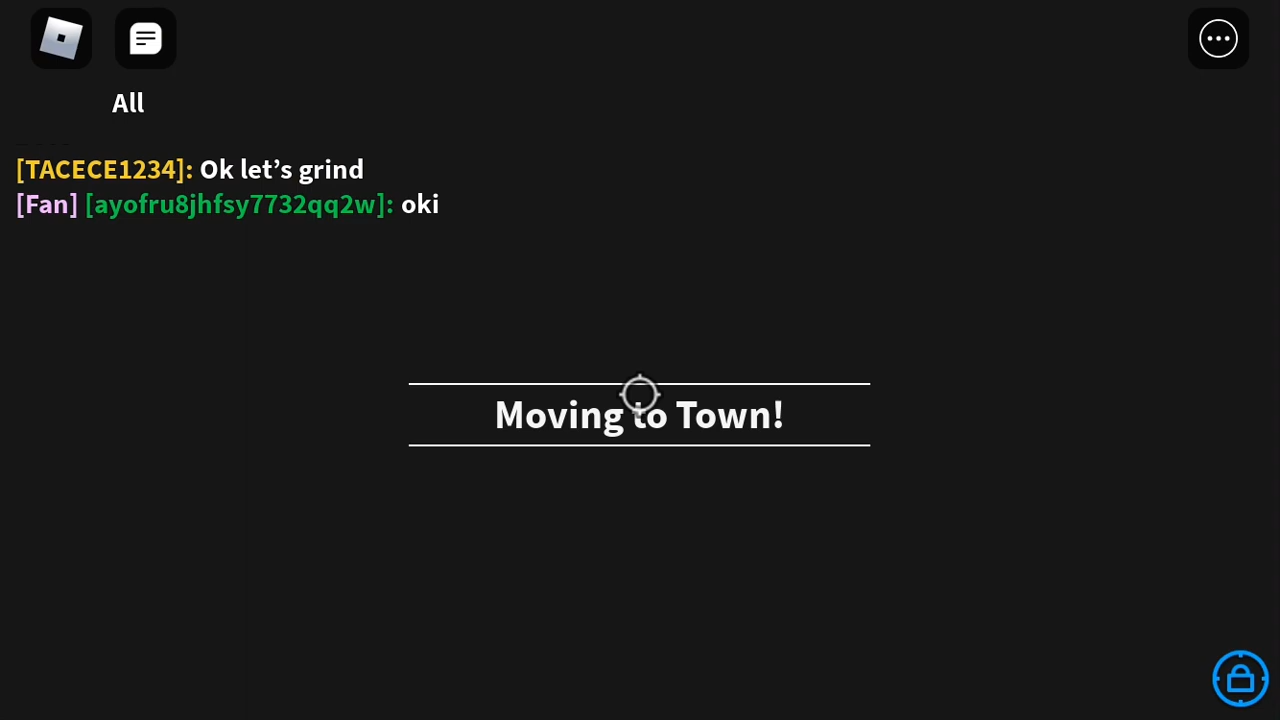 All
[TACECE1234]: Ok let’s grind
[Fan] [ayofru8jhfsy7732qq2w]: oki
Moving to Town!